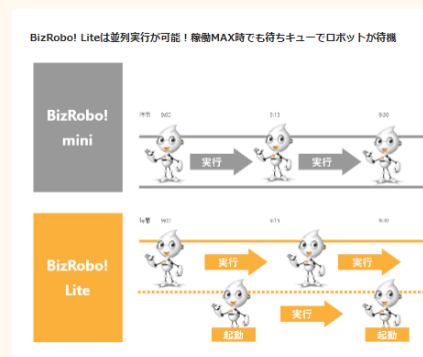 BizRobo! Liteは並列実行が可能！稼働MAX時でも待ちキューでロボットが待機
BizRobo!
mini
実行
実行
BizRobo!
Lite
実行
実行
起動
実行
起動